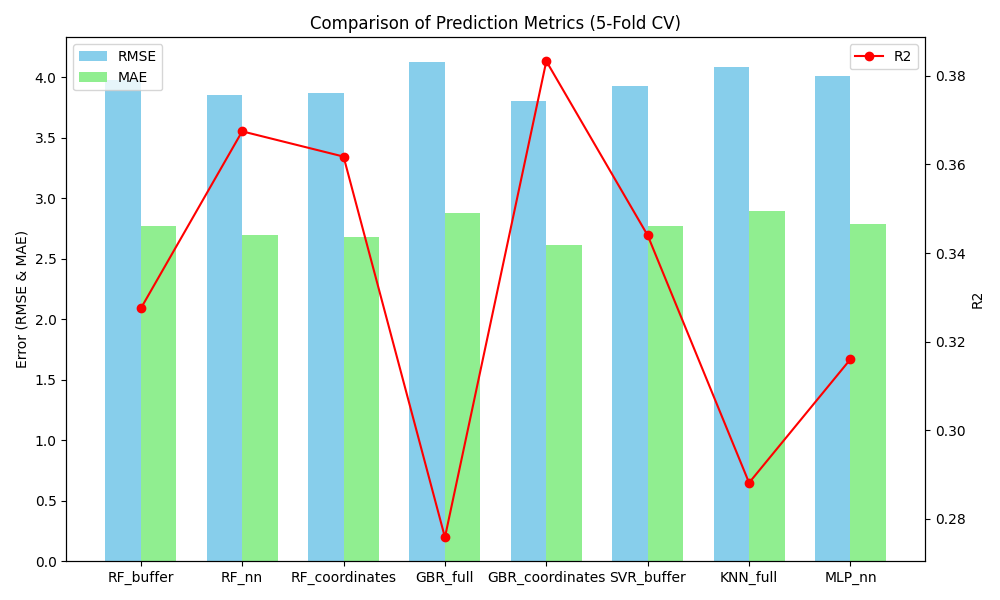 Comparison of Prediction Metrics (5-Fold CV)
RMSE
MAE
R2
Error (RMSE & MAE)
4.0
3.5
3.0
2.5
2.0
1.5
1.0
0.5
0.0
0.38
0.36
0.34
0.32
0.30
0.28
R2
RF_buffer
RF_nn
RF_coordinates
GBR_full
GBR_coordinates
SVR_buffer
KNN_full
MLP_nn